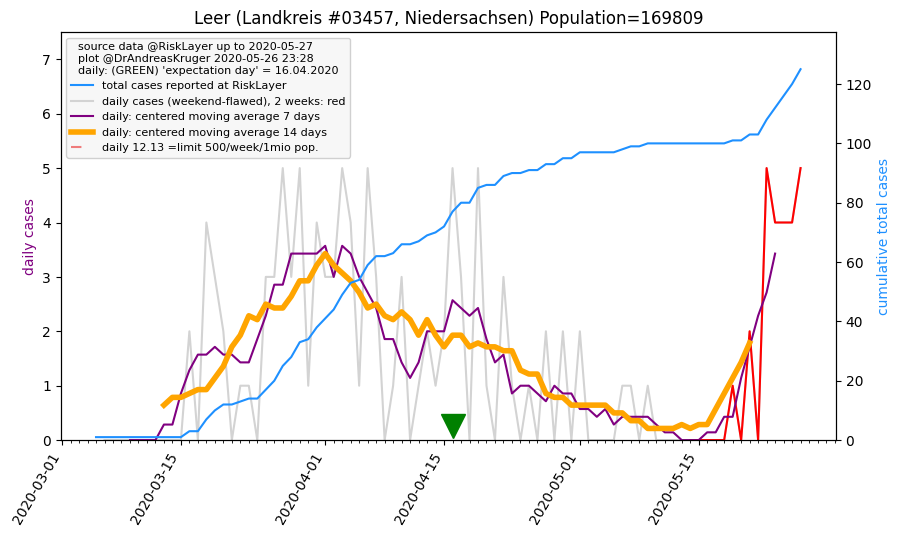 Leer (Landkreis #03457, Niedersachsen) Population=169809
source data @RiskLayer up to 2020-05-27
plot @DrAndreasKruger 2020-05-26 23:28
daily: (GREEN) 'expectation day' = 16.04.2020
total cases reported at RiskLayer
daily cases (weekend-flawed), 2 weeks: red
daily: centered moving average 7 days
daily: centered moving average 14 days
daily 12.13 =limit 500/week/1mio pop.
daily cases
7
6
5
4
3
2
1
0
cumulative total cases
120
100
80
60
40
20
0
2020-03-01
2020-03-15
2020-04-01
2020-04-15
2020-05-01
2020-05-15